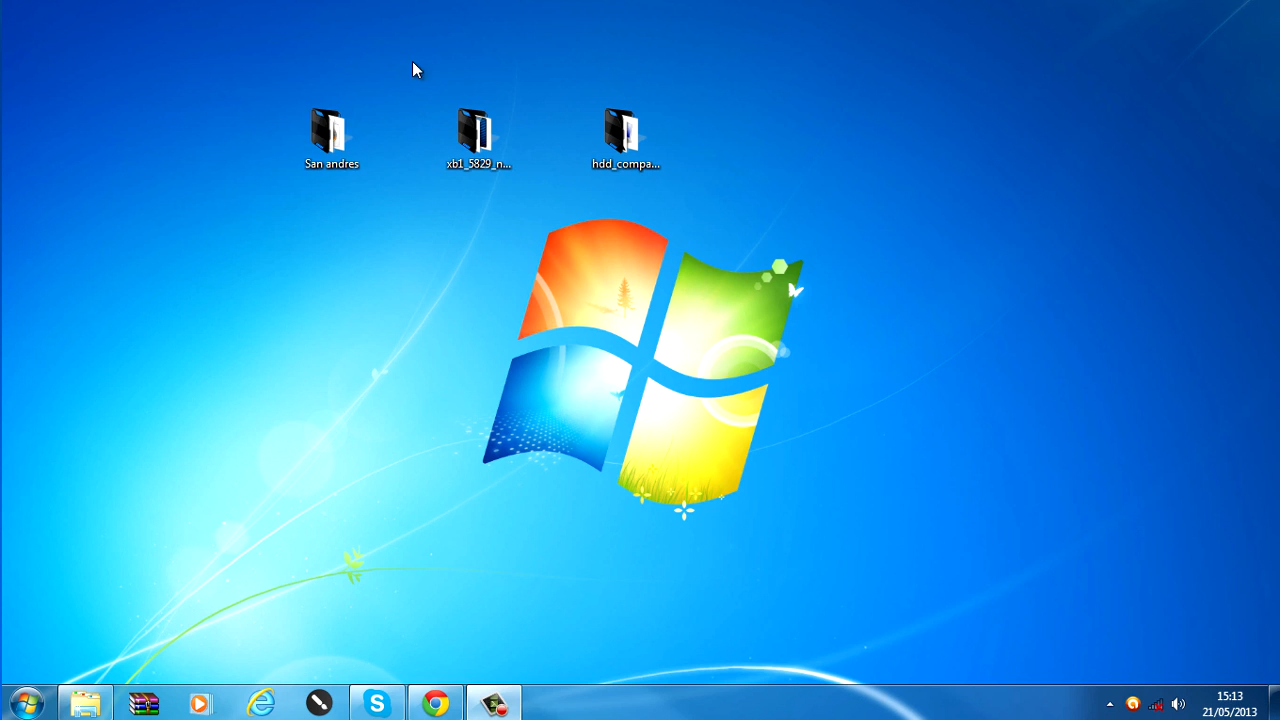 San andres
xb1_5829_n...
hdd_compa...
15:13
21/05/2013